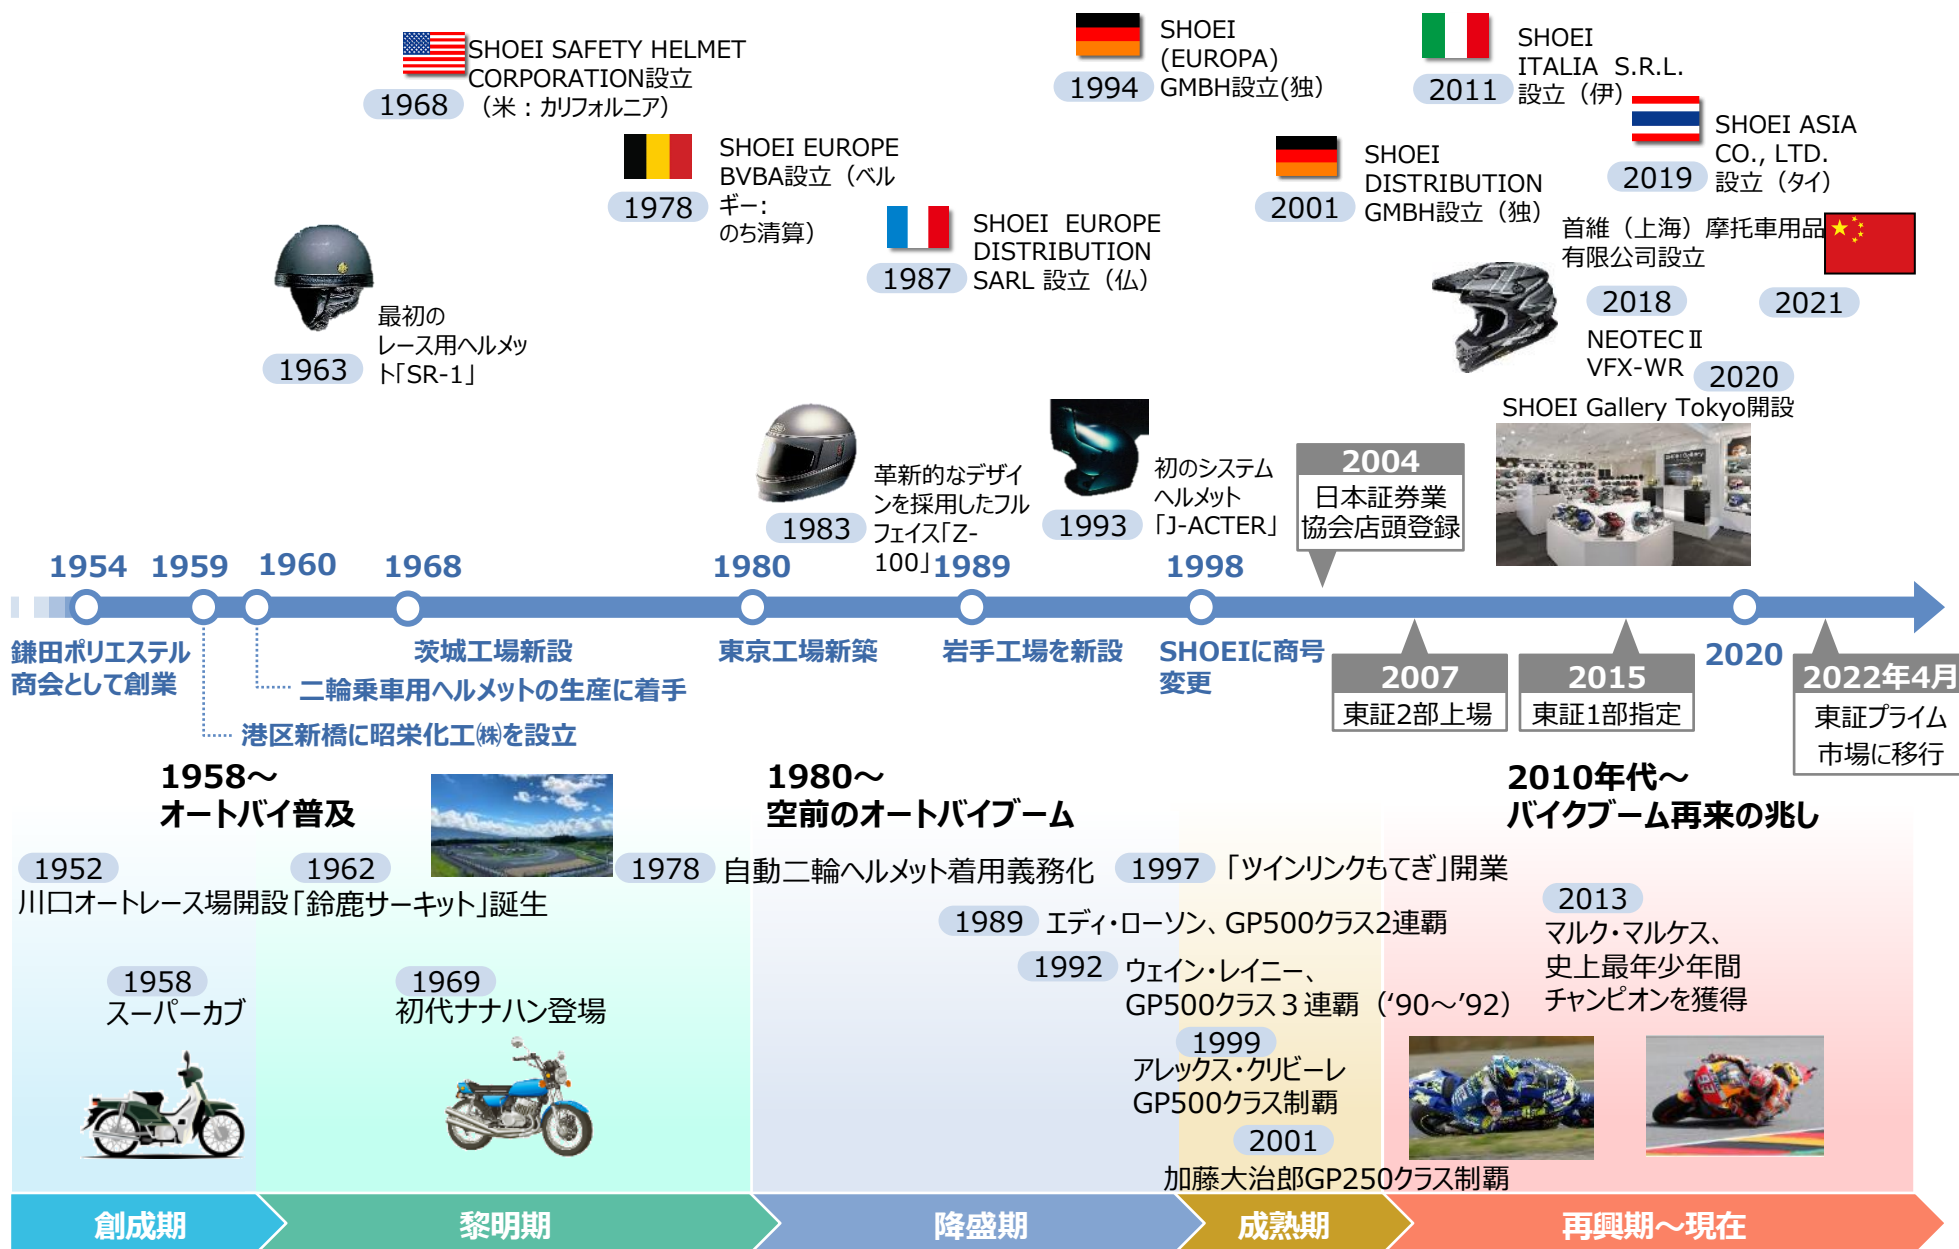 1968
SHOEI SAFETY HELMET
CORPORATION設立
（米：カリフォルニア）
1978
SHOEI EUROPE
BVBA設立（ベル
ギー:
のち清算）
1987
SHOEI EUROPE
DISTRIBUTION
SARL 設立（仏）
1994
SHOEI
(EUROPA)
GMBH設立(独)
2001
SHOEI
DISTRIBUTION
GMBH設立（独）
2011
SHOEI
ITALIA S.R.L.
設立（伊）
2019
SHOEI ASIA
CO., LTD.
設立（タイ）
首維（上海）摩托車用品
有限公司設立
2021
2018
NEOTECⅡ
VFX-WR
2020
SHOEI Gallery Tokyo開設
1963
最初の
レース用ヘルメッ
ト「SR-1」
1983
革新的なデザイ
ンを採用したフル
フェイス「Z-
100」
1993
初のシステム
ヘルメット
「J-ACTER」
2004
日本証券業
協会店頭登録
1954
1959
1960
1968
1980
1989
1998
鎌田ポリエステル
商会として創業
茨城工場新設
東京工場新築
岩手工場を新設
SHOEIに商号
変更
2020
二輪乗車用ヘルメットの生産に着手
港区新橋に昭栄化工㈱を設立
2007
東証2部上場
2015
東証1部指定
2022年4月
東証プライム
市場に移行
1958～
オートバイ普及
1980～
空前のオートバイブーム
2010年代～
バイクブーム再来の兆し
1952
川口オートレース場開設
1962
「鈴鹿サーキット」誕生
1978
自動二輪ヘルメット着用義務化
1997
「ツインリンクもてぎ」開業
1989
エディ・ローソン、GP500クラス2連覇
2013
マルク・マルケス、
史上最年少年間
チャンピオンを獲得
1958
スーパーカブ
1969
初代ナナハン登場
1992
ウェイン・レイニー、
GP500クラス３連覇（‘90～’92）
1999
アレックス・クリビーレ
GP500クラス制覇
2001
加藤大治郎GP250クラス制覇
創成期
黎明期
降盛期
成熟期
再興期～現在